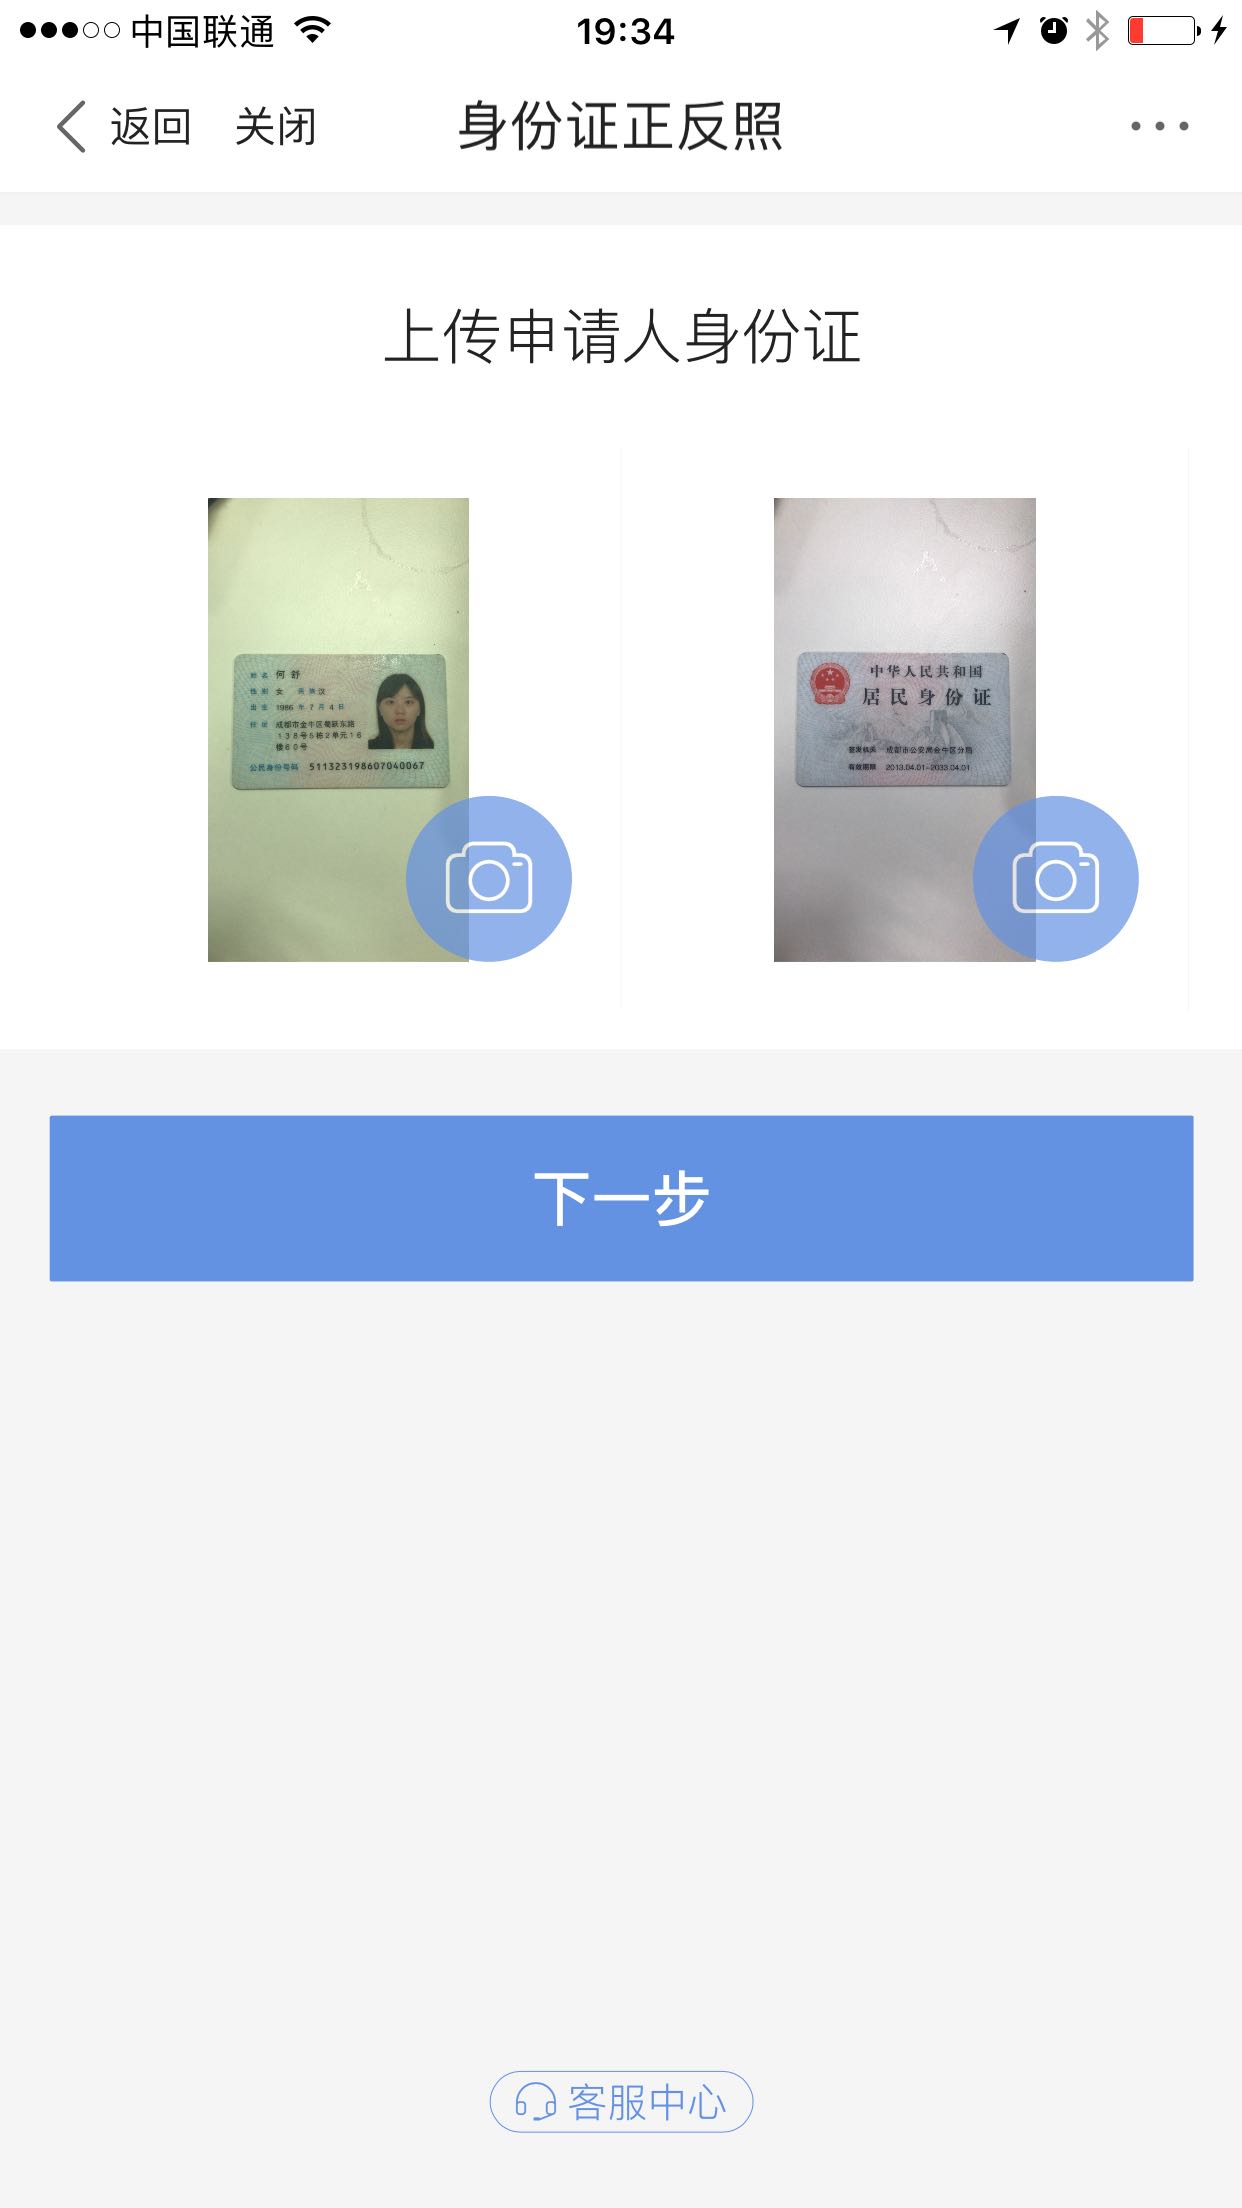 中国联通 19:34
返回 关闭 身份证正反照
上传申请人身份证
姓名 何舒
性别 女 民族 汉
出生 1986 年 7 月 4 日
住址 成都市金牛区蜀跃东路
138号5栋2单元16
楼60号
公民身份号码 511323198607040067
中华人民共和国
居民身份证
签发机关 成都市公安局金牛区分局
有效期限 2013.04.01-2033.04.01
下一步
客服中心